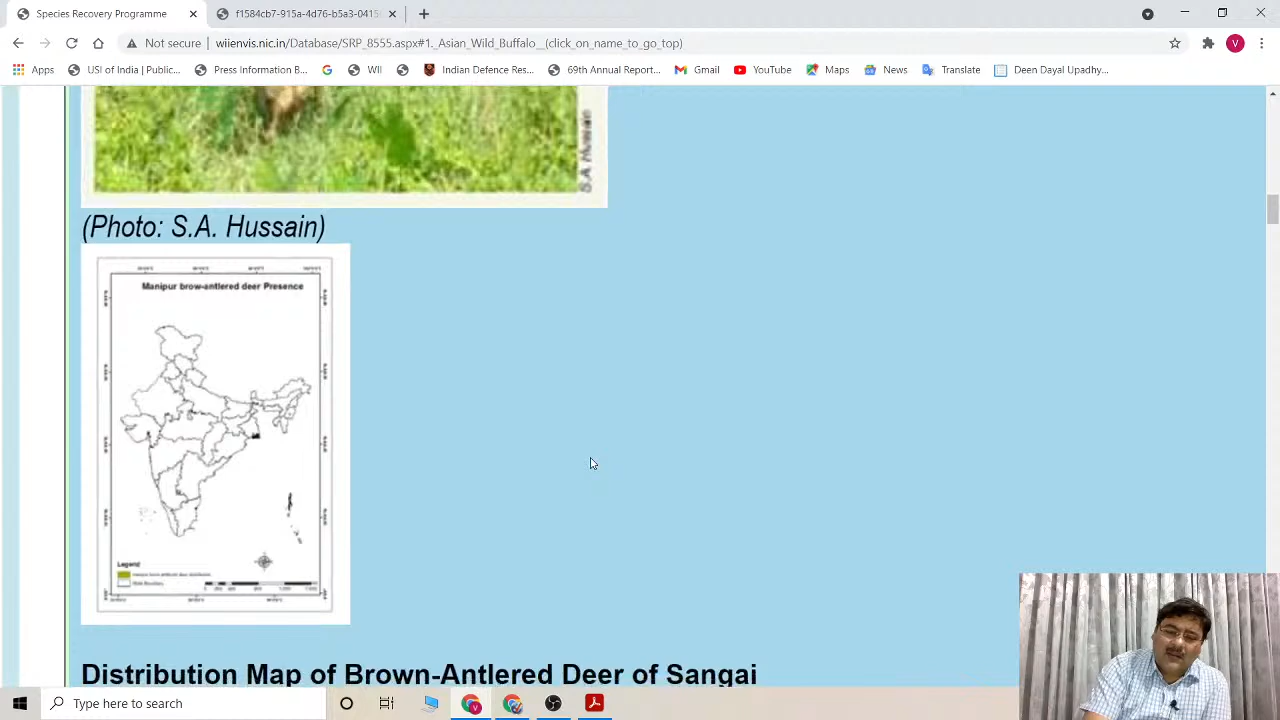 Species Recovery Programme
f1584cb7-915a-4d76-b5a3-0415
Not secure
wiienvis.nic.in/Database/SRP_8555.aspx#1_Asian_Wild_Buffalo__(click_on_name_to_go_top)
V
Apps
USI of India | Public...
Press Information B...
WII
Indian Defence Res...
69th Annual Report...
Gmail
YouTube
Maps
News
Translate
Deen Dayal Upadhy...
S.A. Hussain
(Photo: S.A. Hussain)
Manipur brow-antlered deer Presence
Legend
Distribution Map of Brown-Antlered Deer of Sangai
Type here to search